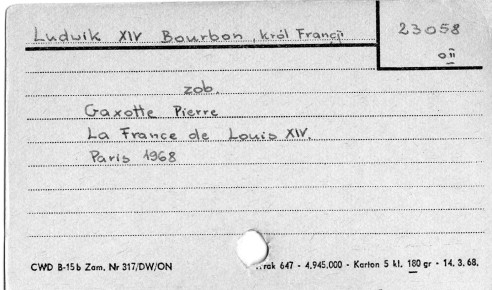 Ludwik XIV Bourbon, król Francji
23058
oII
zob.
Gaxotte Pierre
La France de Louis XIV.
Paris 1968
CWD B-15b Zam. Nr 317/DW/ON
647 - 4.945.000 - Karton 5 kl. 180 gr - 14. 3. 68.